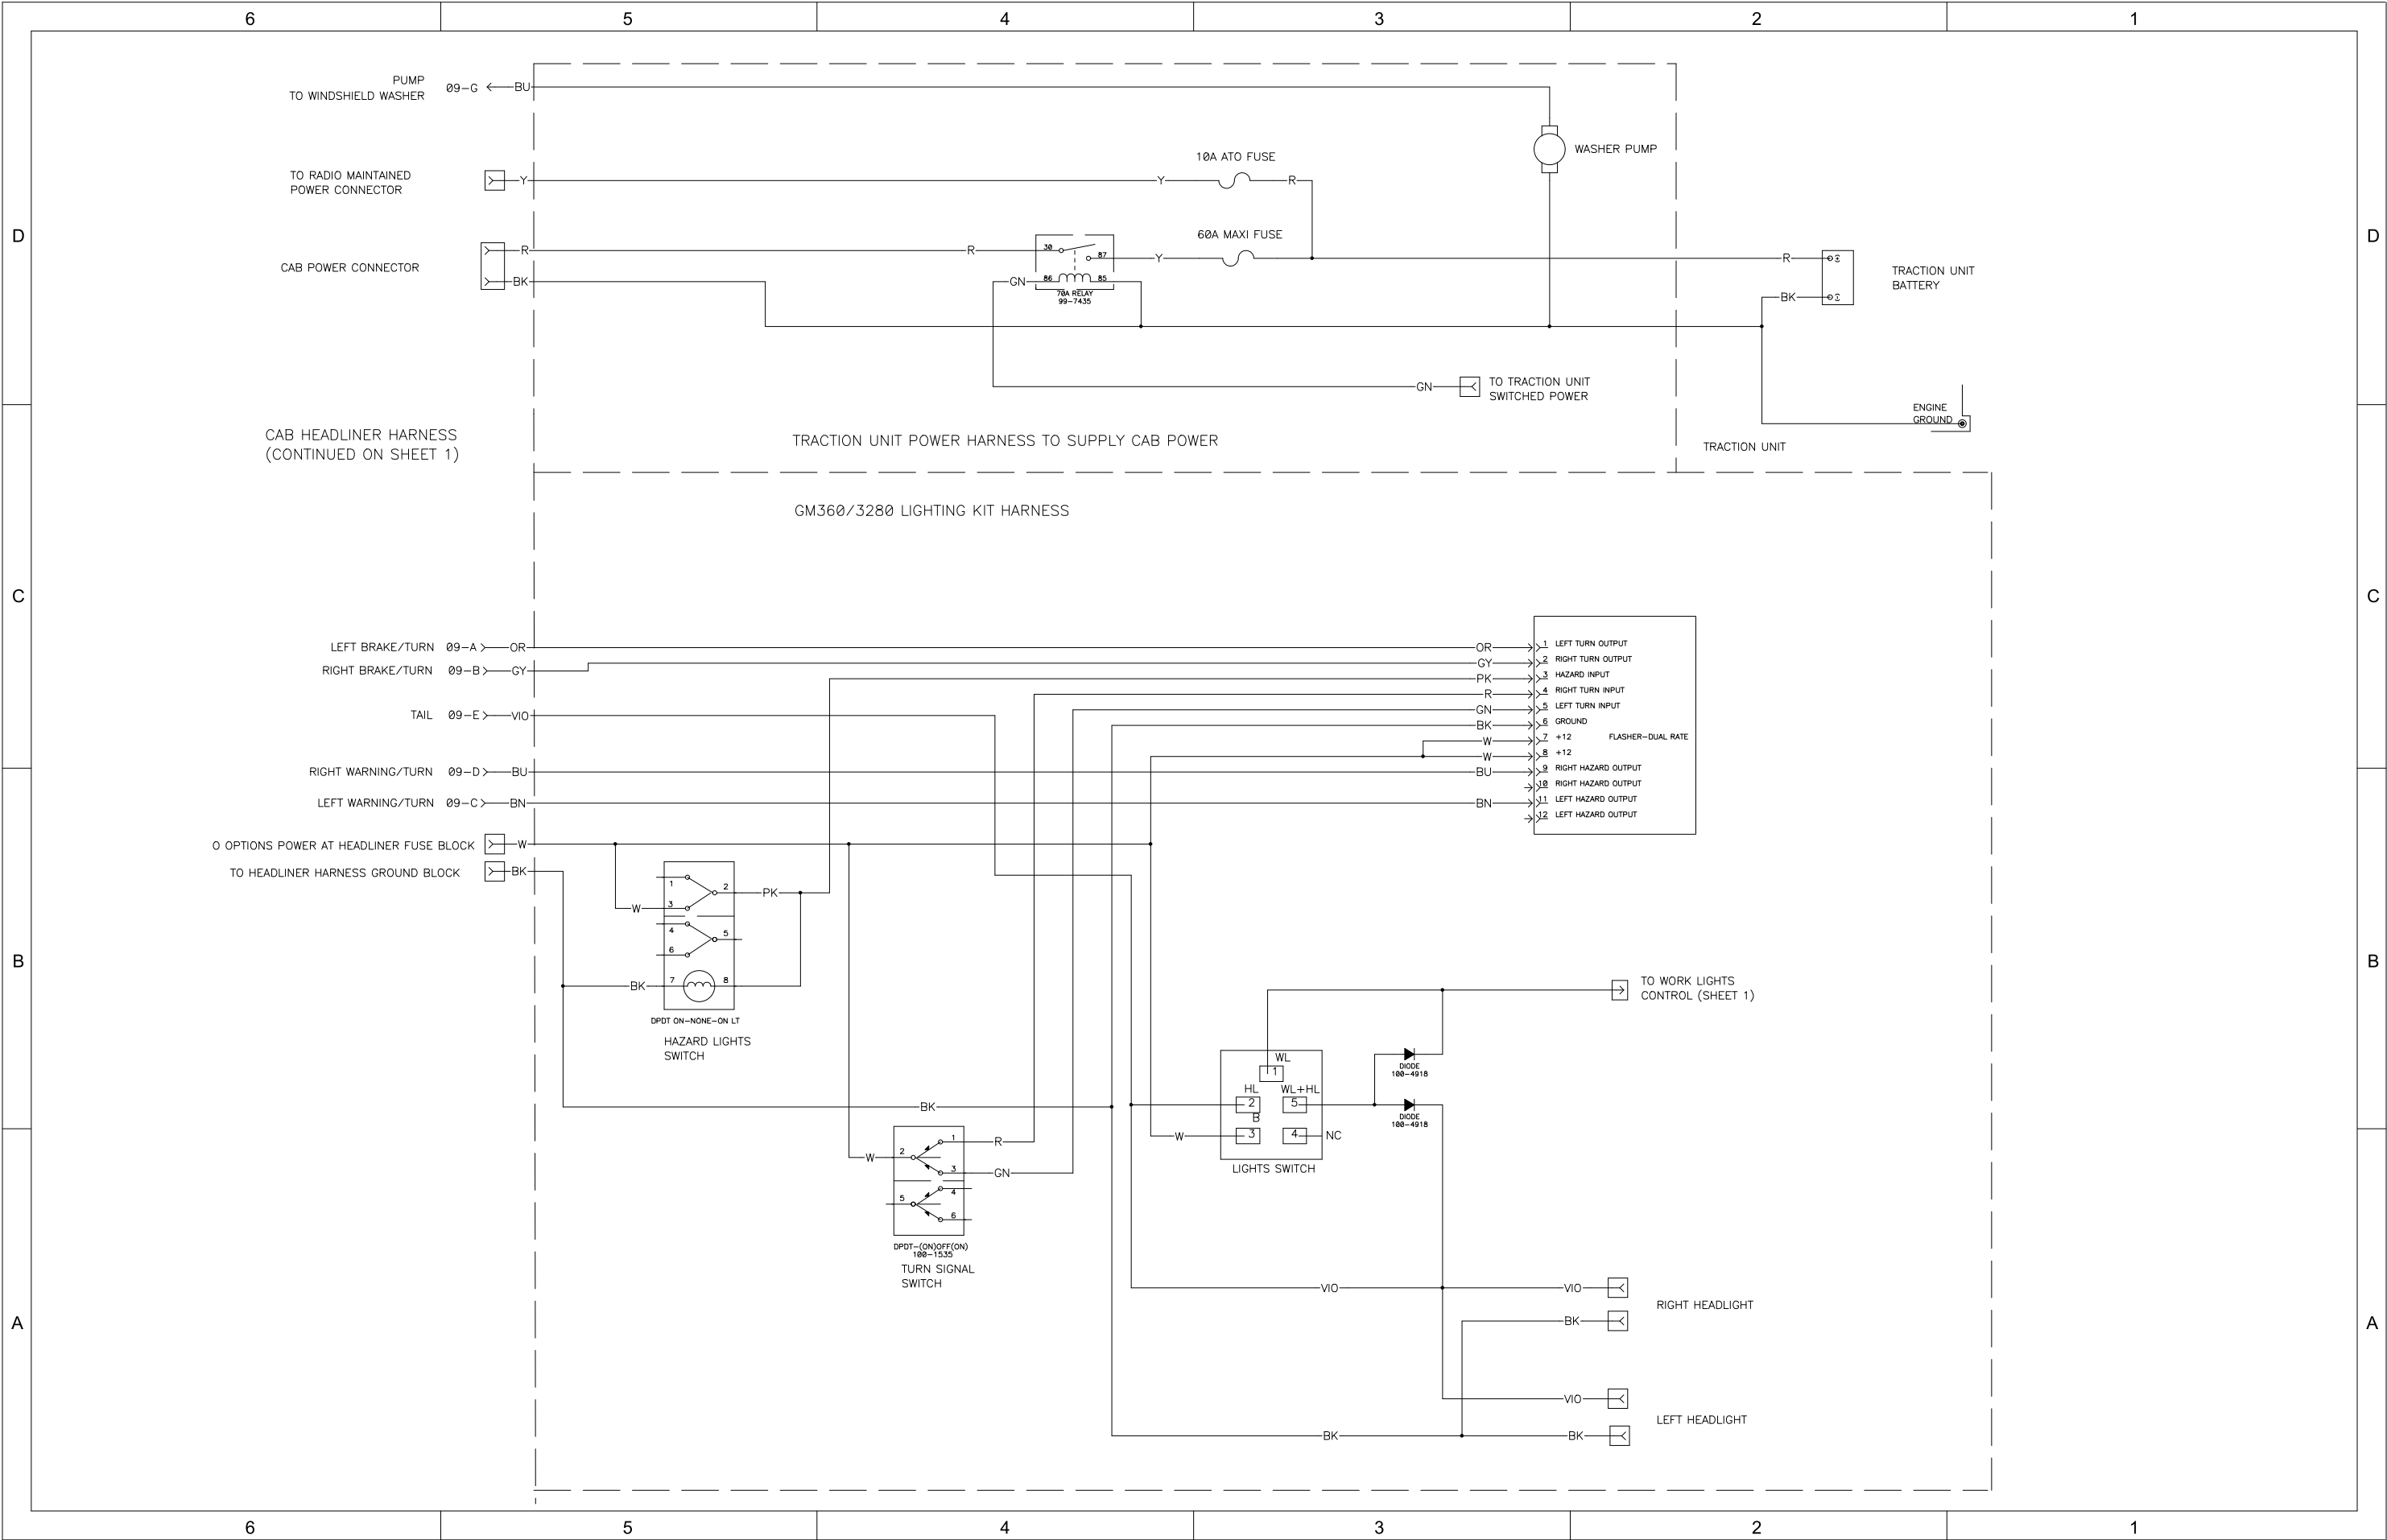 6 5 4 3 2 1
PUMP
TO WINDSHIELD WASHER
09-G
BU
WASHER PUMP
10A ATO FUSE
TO RADIO MAINTAINED
POWER CONNECTOR
Y
Y
R
D
D
60A MAXI FUSE
CAB POWER CONNECTOR
R
R
30
87
Y
R
BK
GN
86
85
70A RELAY
99-7435
BK
TRACTION UNIT
BATTERY
GN
TO TRACTION UNIT
SWITCHED POWER
ENGINE
GROUND
CAB HEADLINER HARNESS
(CONTINUED ON SHEET 1)
TRACTION UNIT POWER HARNESS TO SUPPLY CAB POWER
TRACTION UNIT
GM360/3280 LIGHTING KIT HARNESS
C
C
LEFT BRAKE/TURN 09-A OR
RIGHT BRAKE/TURN 09-B GY
TAIL 09-E VIO
RIGHT WARNING/TURN 09-D BU
LEFT WARNING/TURN 09-C BN
OR 1 LEFT TURN OUTPUT
GY 2 RIGHT TURN OUTPUT
PK 3 HAZARD INPUT
R 4 RIGHT TURN INPUT
GN 5 LEFT TURN INPUT
BK 6 GROUND
W 7 +12 FLASHER-DUAL RATE
W 8 +12
BU 9 RIGHT HAZARD OUTPUT
10 RIGHT HAZARD OUTPUT
BN 11 LEFT HAZARD OUTPUT
12 LEFT HAZARD OUTPUT
O OPTIONS POWER AT HEADLINER FUSE BLOCK W
TO HEADLINER HARNESS GROUND BLOCK BK
1
2
PK
W
3
4
5
6
B
B
BK
7
8
DPDT ON-NONE-ON LT
HAZARD LIGHTS
SWITCH
TO WORK LIGHTS
CONTROL (SHEET 1)
WL
1
HL
WL+HL
2
5
B
3
4
NC
W
LIGHTS SWITCH
DIODE
100-4918
DIODE
100-4918
BK
1
R
W
2
3
GN
4
5
6
DPDT-(ON)OFF(ON)
100-1535
TURN SIGNAL
SWITCH
VIO
VIO
RIGHT HEADLIGHT
BK
A
A
VIO
LEFT HEADLIGHT
BK
BK
6 5 4 3 2 1